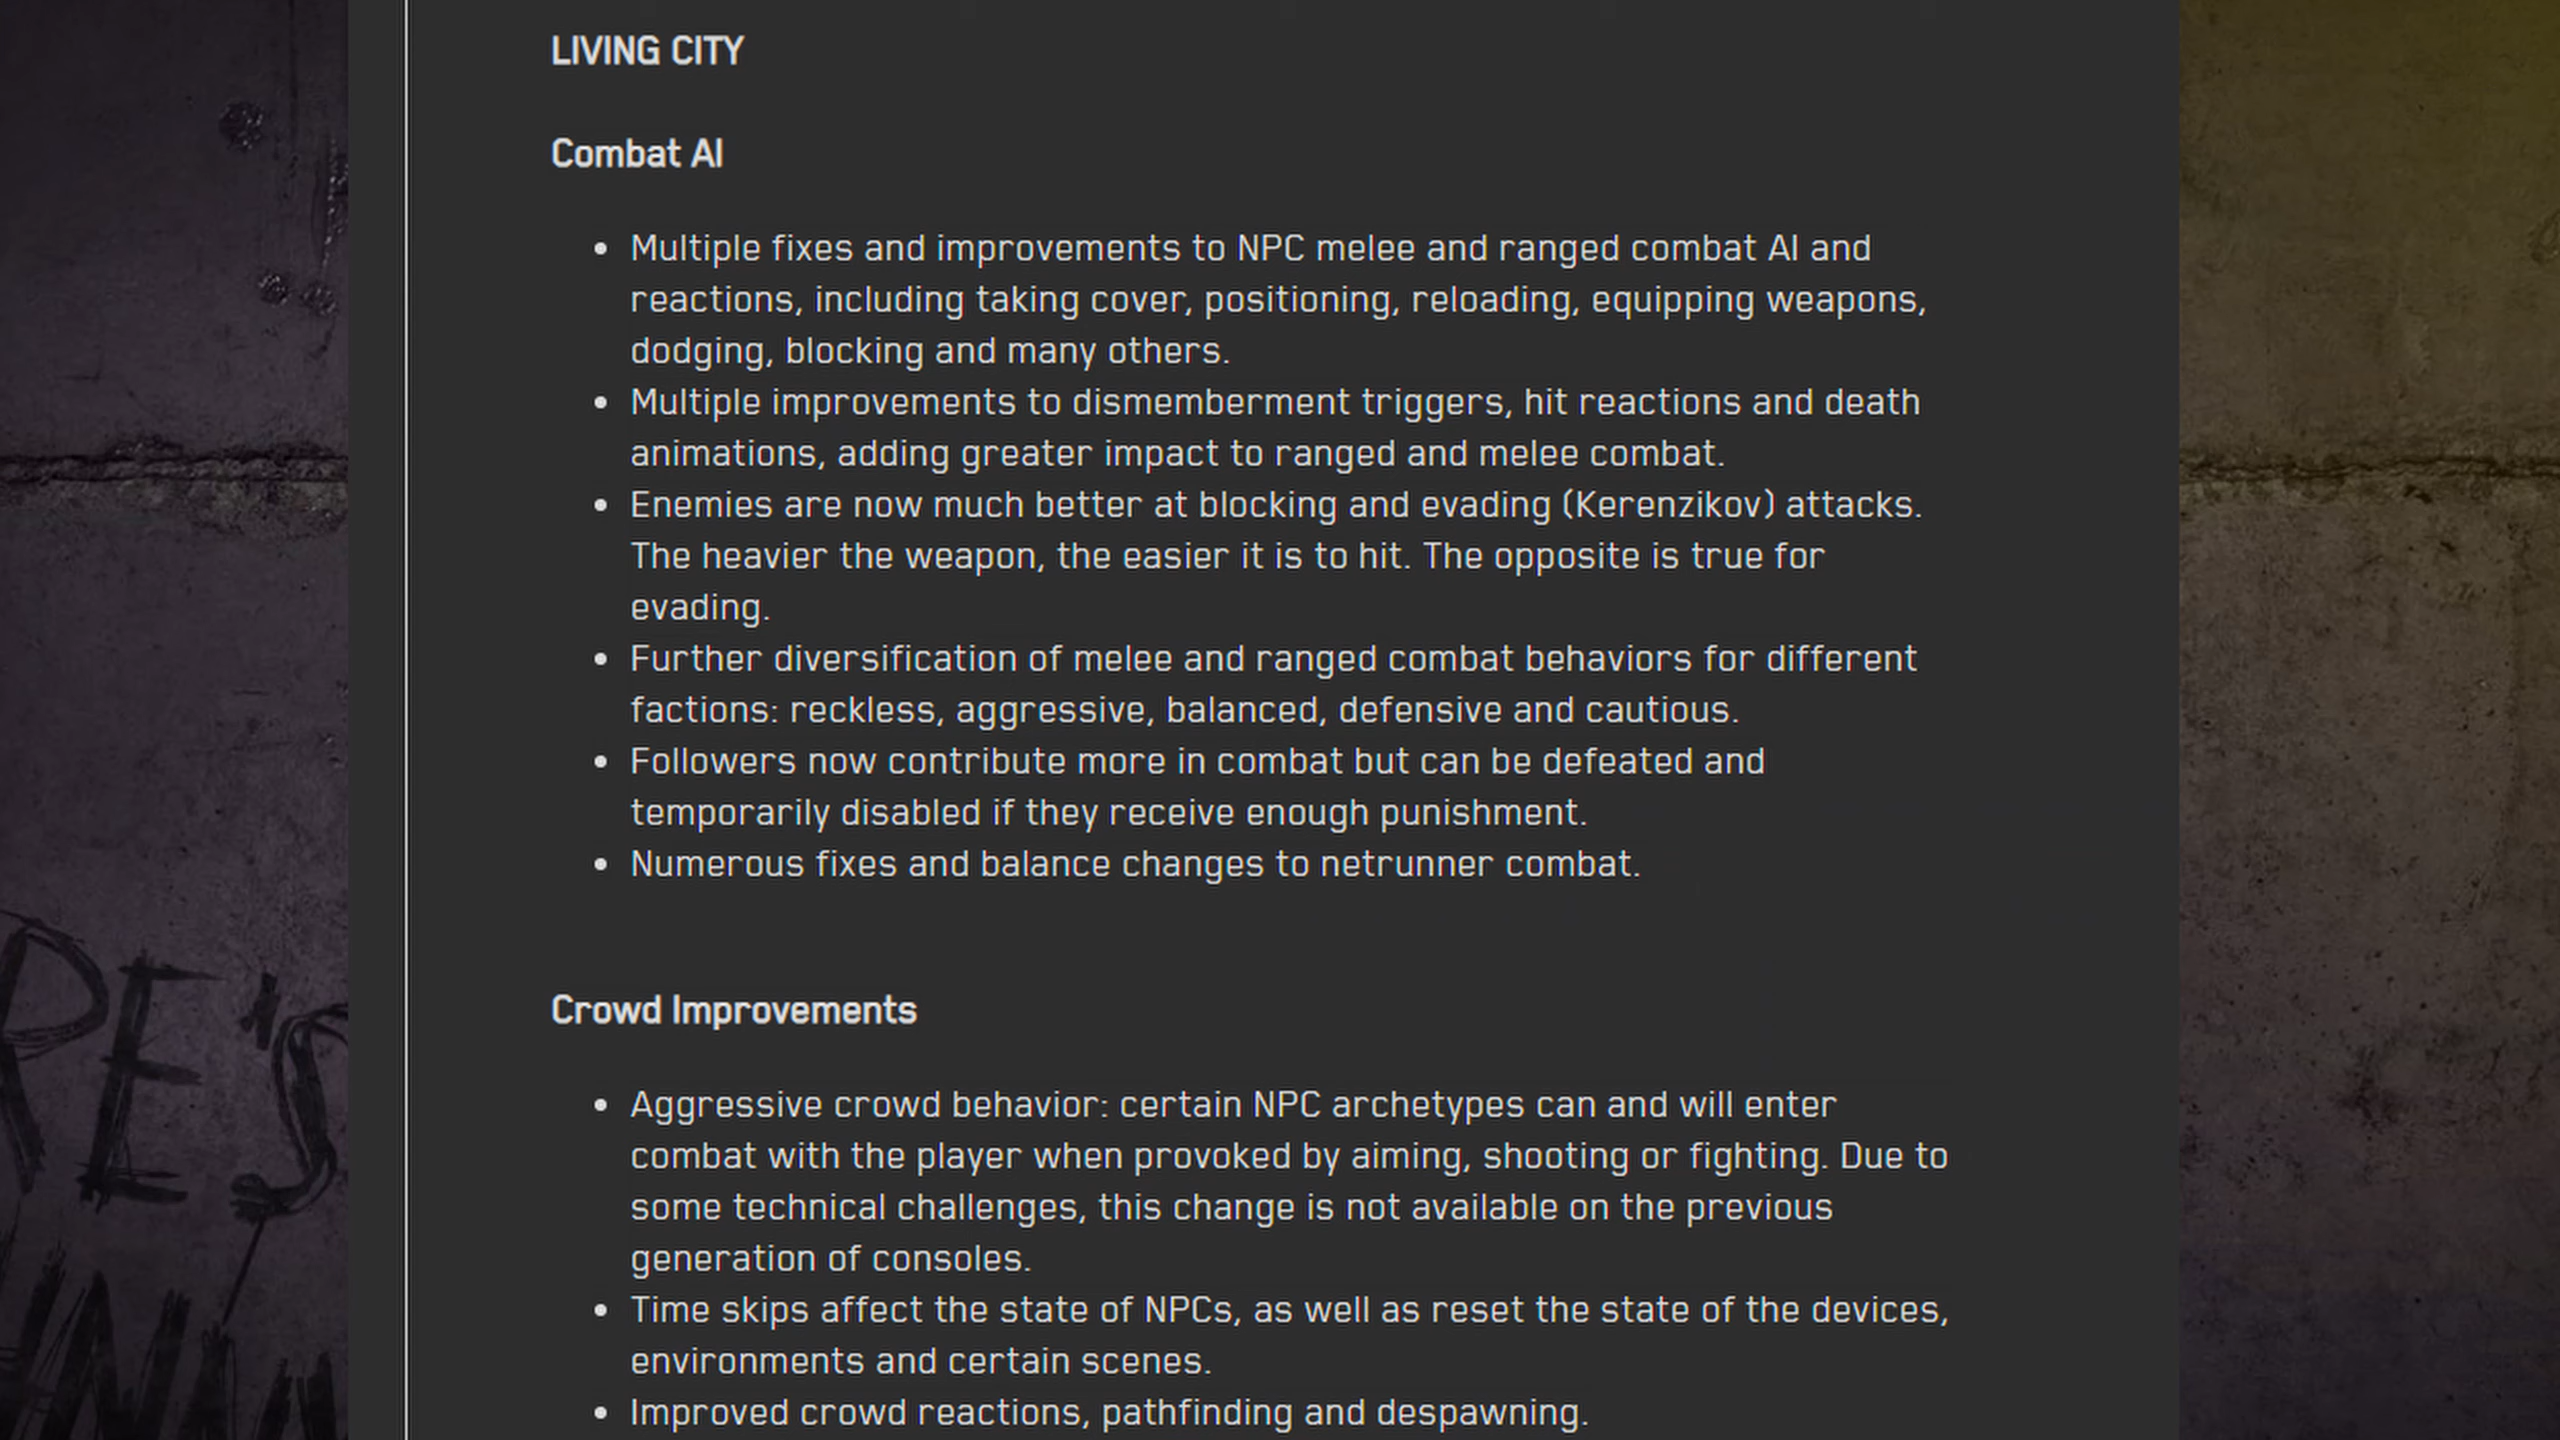 LIVING CITY
Combat AI
Multiple fixes and improvements to NPC melee and ranged combat AI and
reactions, including taking cover, positioning, reloading, equipping weapons,
dodging, blocking and many others.
Multiple improvements to dismemberment triggers, hit reactions and death
animations, adding greater impact to ranged and melee combat.
Enemies are now much better at blocking and evading (Kerenzikov) attacks.
The heavier the weapon, the easier it is to hit. The opposite is true for
evading.
Further diversification of melee and ranged combat behaviors for different
factions: reckless, aggressive, balanced, defensive and cautious.
Followers now contribute more in combat but can be defeated and
temporarily disabled if they receive enough punishment.
Numerous fixes and balance changes to netrunner combat.
Crowd Improvements
Aggressive crowd behavior: certain NPC archetypes can and will enter
combat with the player when provoked by aiming, shooting or fighting. Due to
some technical challenges, this change is not available on the previous
generation of consoles.
Time skips affect the state of NPCs, as well as reset the state of the devices,
environments and certain scenes.
Improved crowd reactions, pathfinding and despawning.